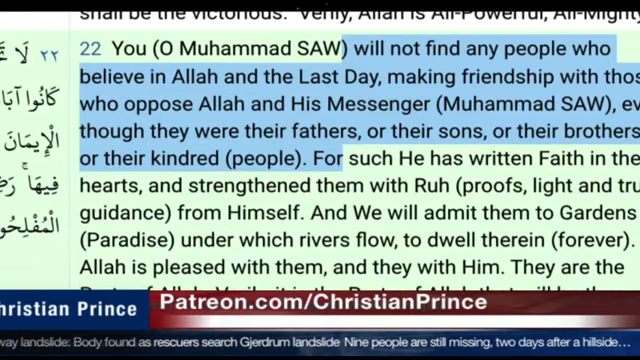 shall be the victorious." Verily, Allah is All-Powerful, All-Mighty
22 You (O Muhammad SAW) will not find any people who
believe in Allah and the Last Day, making friendship with thos
who oppose Allah and His Messenger (Muhammad SAW), ev
though they were their fathers, or their sons, or their brothers
or their kindred (people). For such He has written Faith in the
hearts, and strengthened them with Ruh (proofs, light and tru
guidance) from Himself. And We will admit them to Gardens
(Paradise) under which rivers flow, to dwell therein (forever).
Allah is pleased with them, and they with Him. They are the
٢٢ لَا
كَانُوا
الْإِيمَانَ
فِيهَا
الْمُفْلِحُو
Christian Prince
Patreon.com/ChristianPrince
way landslide: Body found as rescuers search Gjerdrum landslide Nine people are still missing, two days after a hillside...